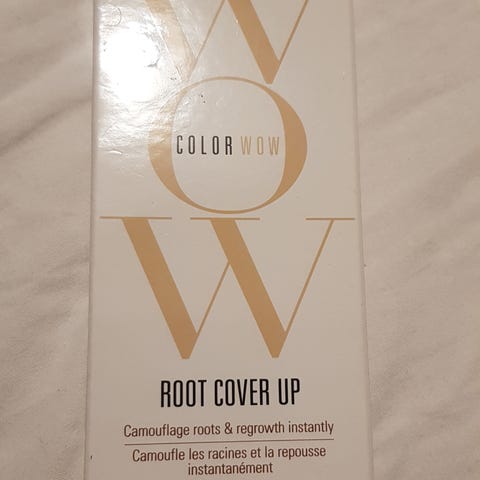 W
O
COLOR WOW
W
ROOT COVER UP
Camouflage roots & regrowth instantly
Camoufle les racines et la repousse
instantanément